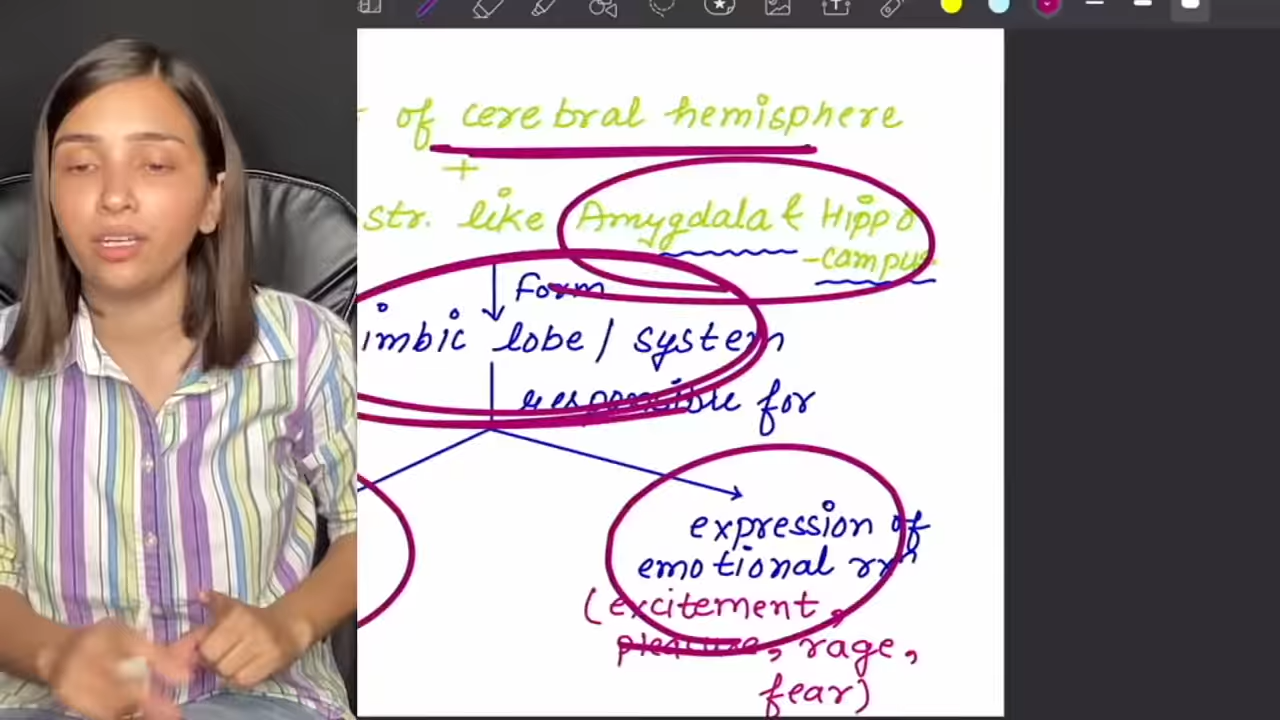 of cerebral hemisphere
+
str. like Amygdala & Hippo
-campus
form
imbic lobe / system
responsible for
expression of
emotional rxn
(excitement,
pleasure, rage,
fear)